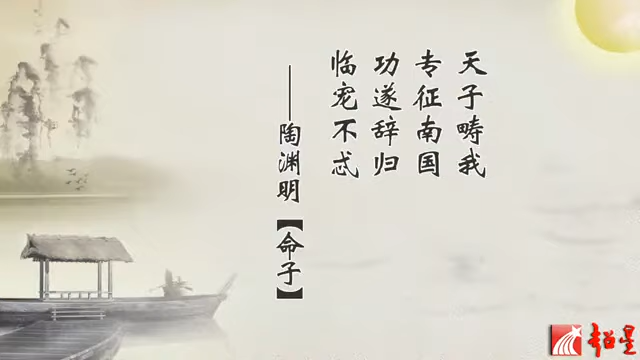 天子畴我
专征南国
功遂辞归
临宠不忒
——陶渊明【命子】
超星